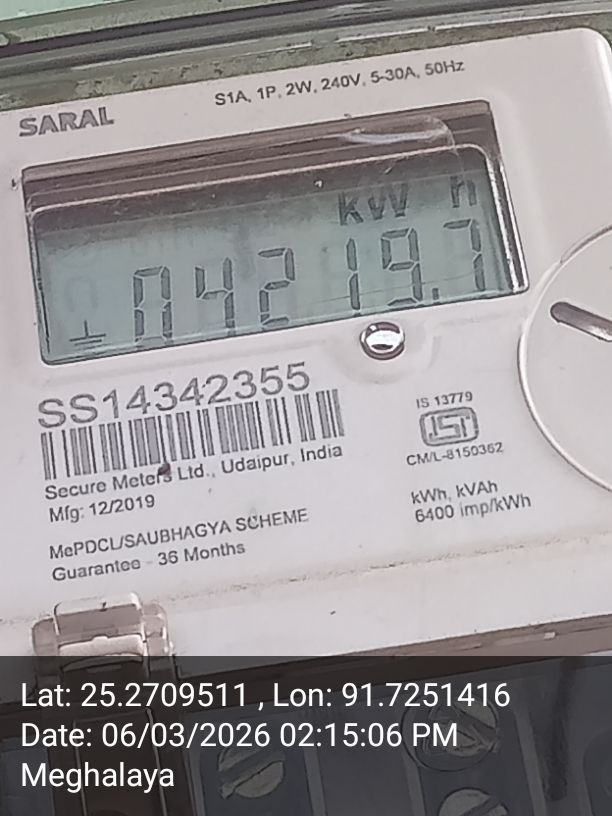 SARAL
S1A, 1P, 2W, 240V, 5-30A, 50Hz
kW h
04219.7
SS14342355
Secure Meters Ltd., Udaipur, India
Mfg: 12/2019
MePDCL/SAUBHAGYA SCHEME
Guarantee - 36 Months
IS 13779
ISI
CM/L-8150362
kWh, kVAh
6400 imp/kWh
Lat: 25.2709511 , Lon: 91.7251416
Date: 06/03/2026 02:15:06 PM
Meghalaya